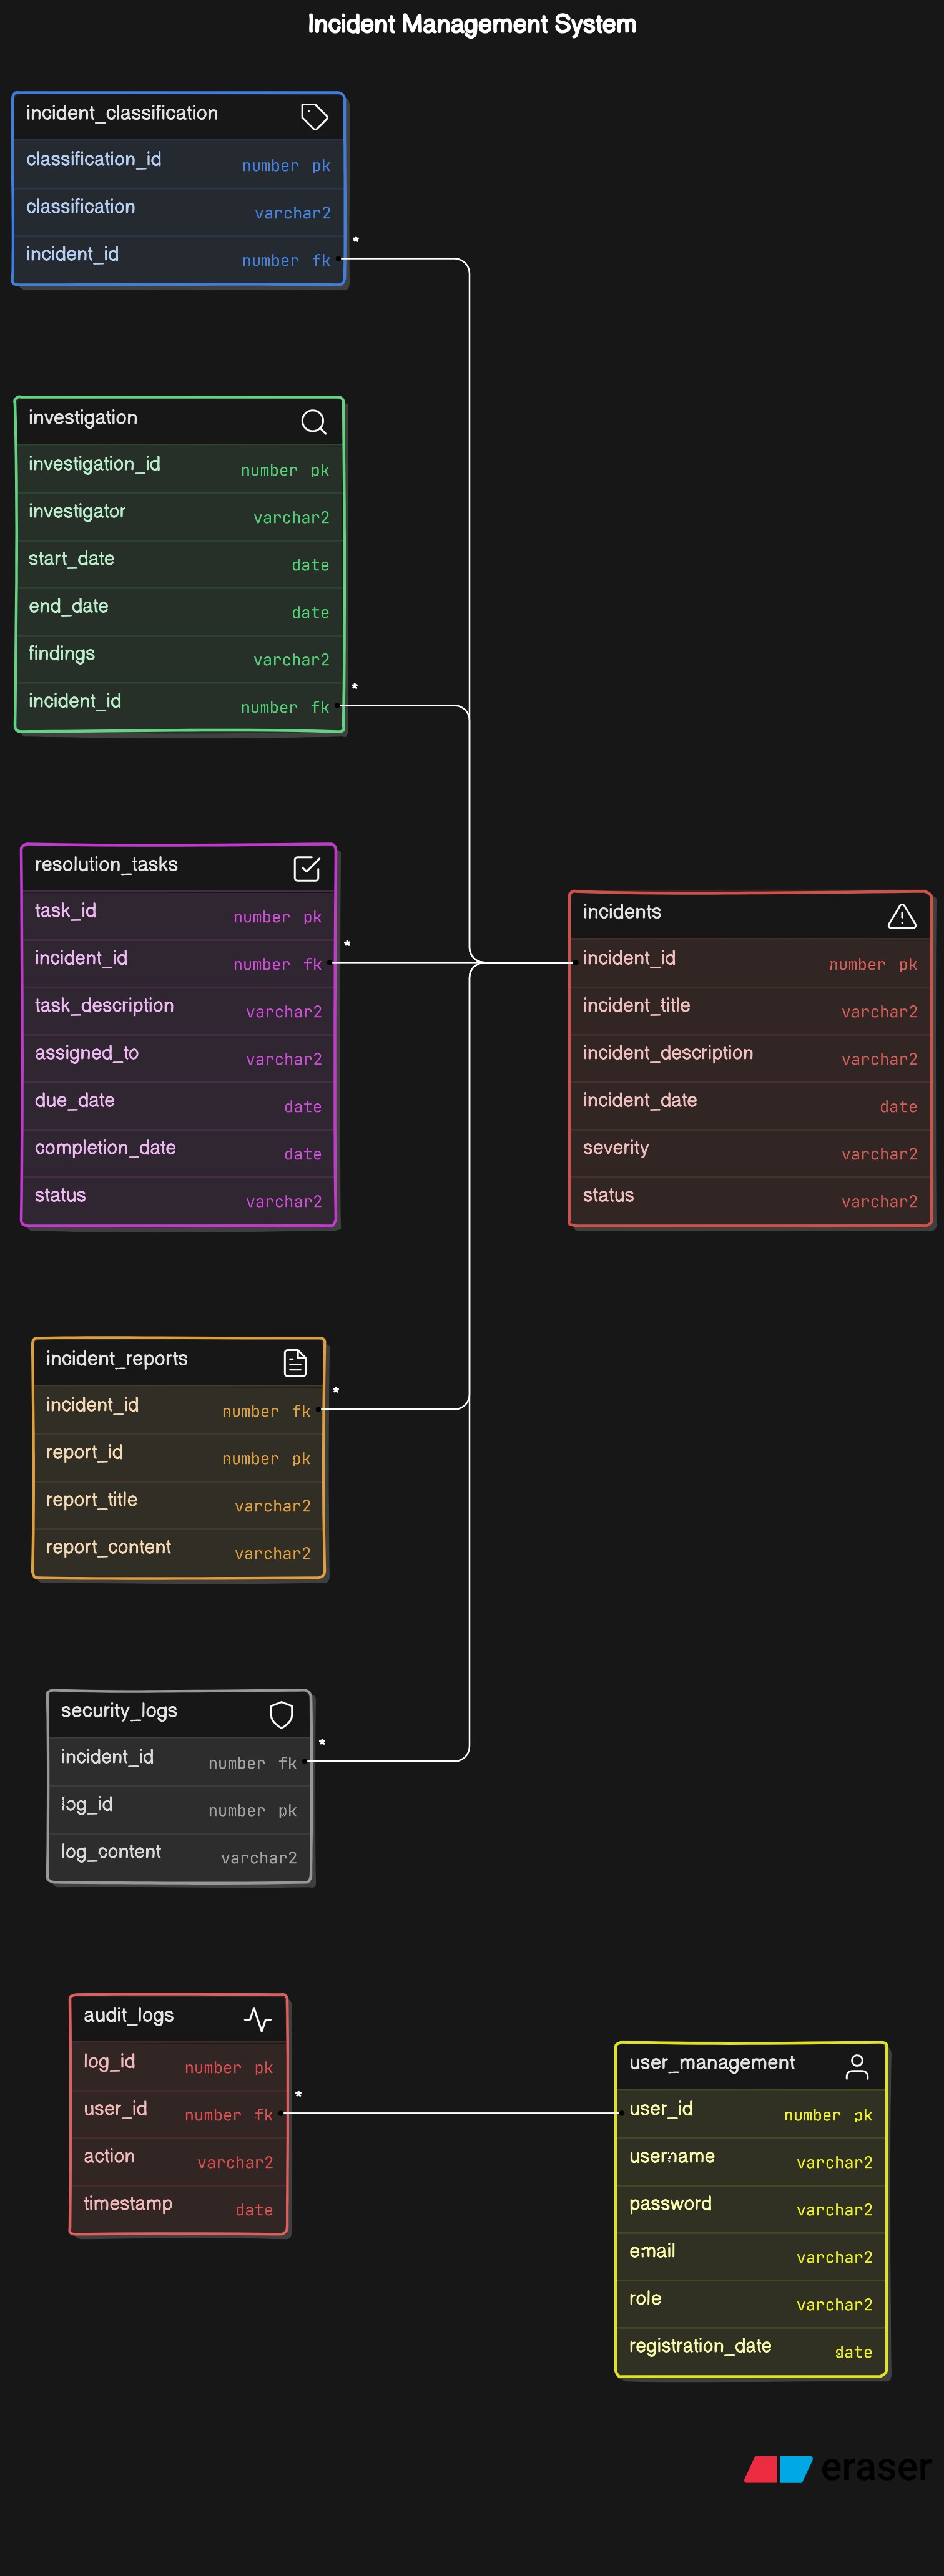 Incident Management System
incident_classification
classification_id number pk
classification varchar2
incident_id number fk
*
investigation
investigation_id number pk
investigator varchar2
start_date date
end_date date
findings varchar2
incident_id number fk
*
resolution_tasks
task_id number pk
incident_id number fk
*
task_description varchar2
assigned_to varchar2
due_date date
completion_date date
status varchar2
incidents
incident_id number pk
incident_title varchar2
incident_description varchar2
incident_date date
severity varchar2
status varchar2
incident_reports
incident_id number fk
*
report_id number pk
report_title varchar2
report_content varchar2
security_logs
incident_id number fk
*
log_id number pk
log_content varchar2
audit_logs
log_id number pk
user_id number fk
*
action varchar2
timestamp date
user_management
user_id number pk
username varchar2
password varchar2
email varchar2
role varchar2
registration_date date
eraser